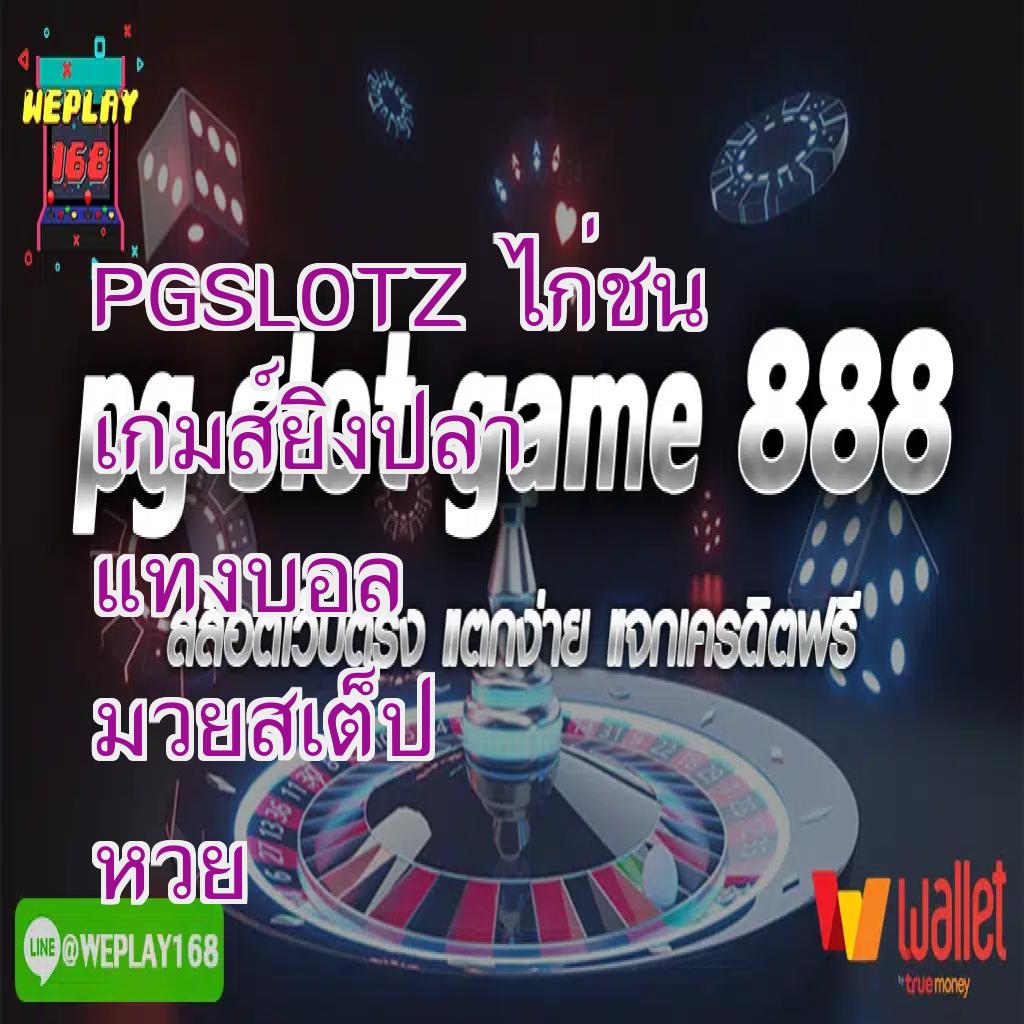 WEPLAY
168
PGSLOTZ ไก่ชน
pg slot game 888
เกมส์ยิงปลา
แทงบอล
สล็อตเว็บตรง แตกง่าย แจกเครดิตฟรี
มวยสเต็ป
หวย
LINE @WEPLAY168
wallet
by truemoney